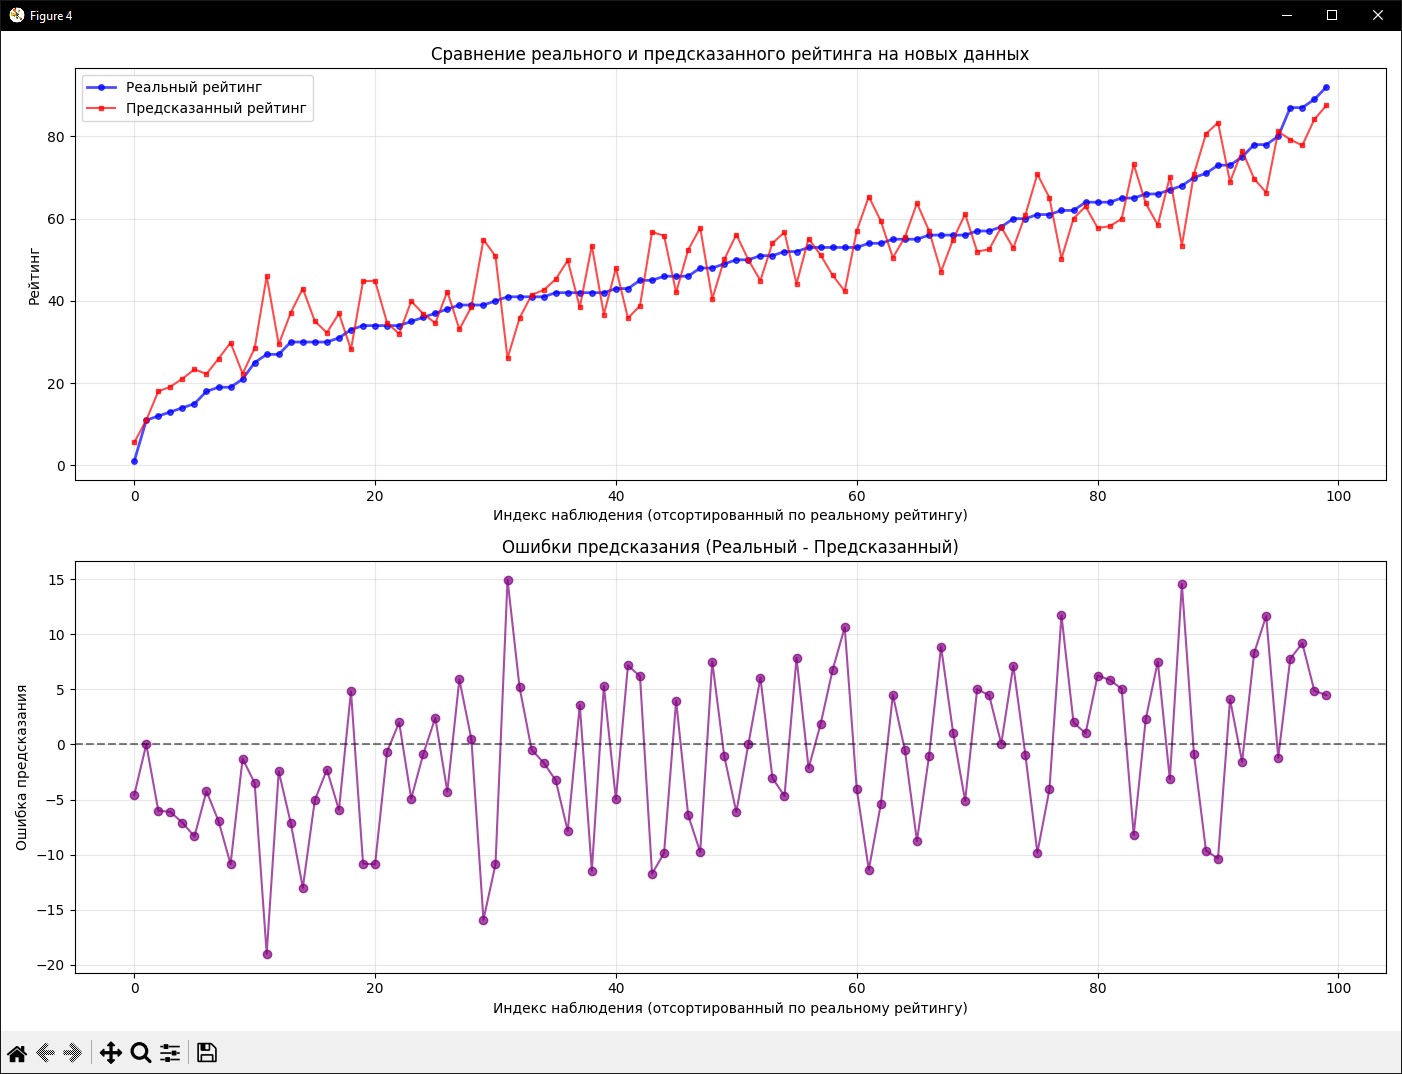 Figure 4
Сравнение реального и предсказанного рейтинга на новых данных
Реальный рейтинг
Предсказанный рейтинг
Рейтинг
80
60
40
20
0
0 20 40 60 80 100
Индекс наблюдения (отсортированный по реальному рейтингу)
Ошибки предсказания (Реальный - Предсказанный)
Ошибка предсказания
15
10
5
0
−5
−10
−15
−20
0 20 40 60 80 100
Индекс наблюдения (отсортированный по реальному рейтингу)